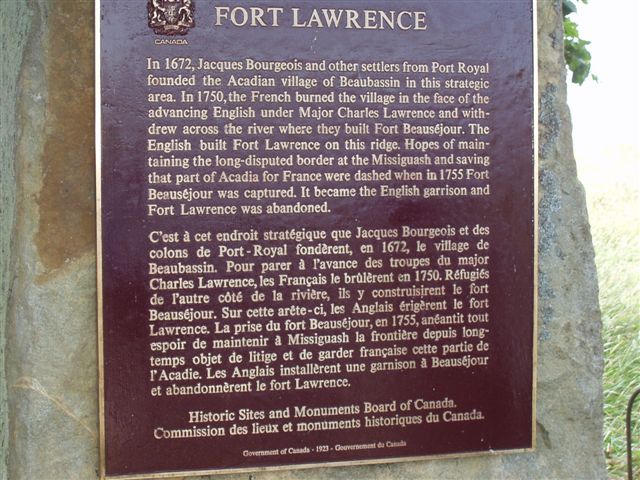 CANADA
FORT LAWRENCE
In 1672, Jacques Bourgeois and other settlers from Port Royal
founded the Acadian village of Beaubassin in this strategic
area. In 1750, the French burned the village in the face of the
advancing English under Major Charles Lawrence and with-
drew across the river where they built Fort Beauséjour. The
English built Fort Lawrence on this ridge. Hopes of main-
taining the long-disputed border at the Missiguash and saving
that part of Acadia for France were dashed when in 1755 Fort
Beauséjour was captured. It became the English garrison and
Fort Lawrence was abandoned.
C'est à cet endroit stratégique que Jacques Bourgeois et des
colons de Port-Royal fondèrent, en 1672, le village de
Beaubassin. Pour parer à l'avance des troupes du major
Charles Lawrence, les Français le brûlèrent en 1750. Réfugiés
de l'autre côté de la rivière, ils y construisirent le fort
Beauséjour. Sur cette arête-ci, les Anglais érigèrent le fort
Lawrence. La prise du fort Beauséjour, en 1755, anéantit tout
espoir de maintenir à Missiguash la frontière depuis long-
temps objet de litige et de garder française cette partie de
l'Acadie. Les Anglais installèrent une garnison à Beauséjour
et abandonnèrent le fort Lawrence.
Historic Sites and Monuments Board of Canada.
Commission des lieux et monuments historiques du Canada.
Government of Canada - 1923 - Gouvernement du Canada